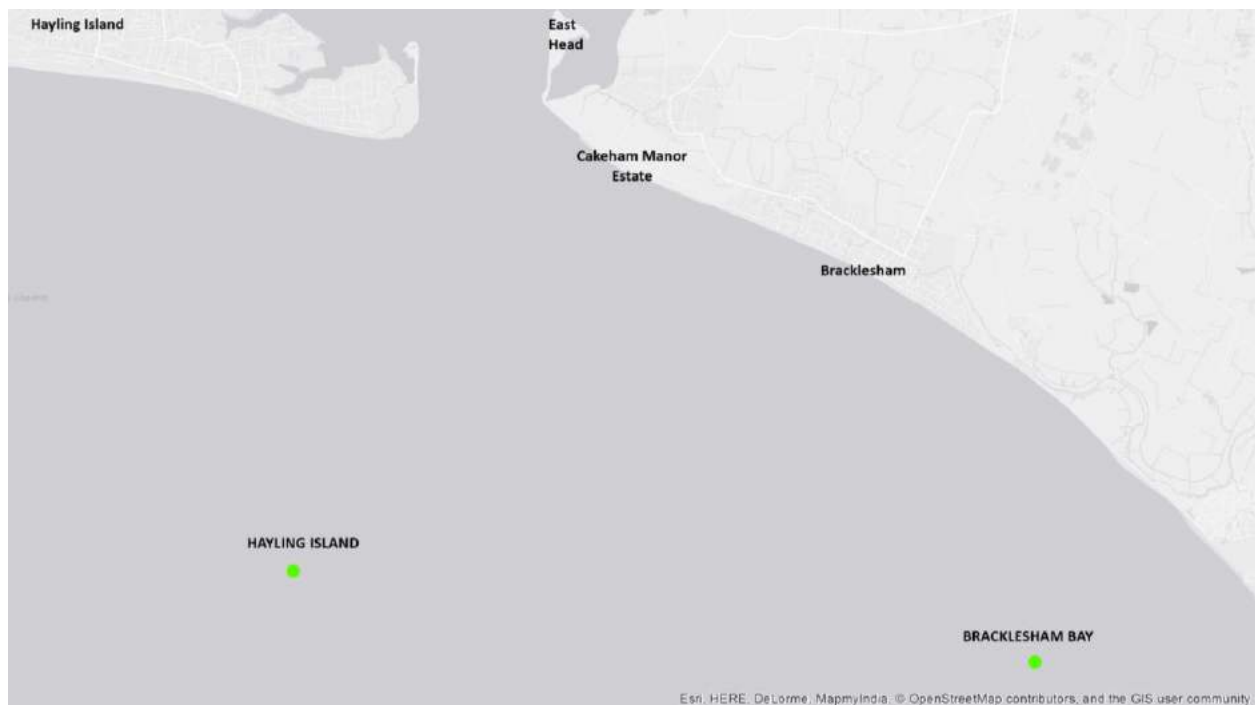 Hayling Island
East
Head
Cakeham Manor
Estate
Bracklesham
HAYLING ISLAND
BRACKLESHAM BAY
Esri, HERE, DeLorme, MapmyIndia, © OpenStreetMap contributors, and the GIS user community